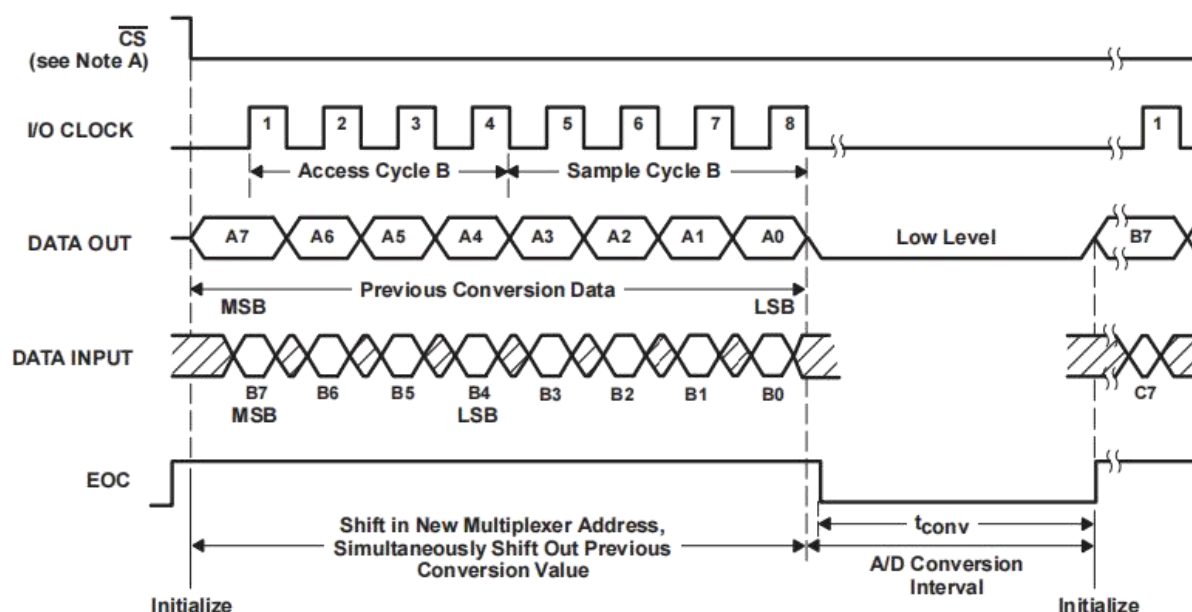 CS
(see Note A)
I/O CLOCK
1 2 3 4 5 6 7 8 1
Access Cycle B Sample Cycle B
DATA OUT
A7 A6 A5 A4 A3 A2 A1 A0 Low Level B7
Previous Conversion Data
MSB LSB
DATA INPUT
B7 B6 B5 B4 B3 B2 B1 B0 C7
MSB LSB
EOC
Shift in New Multiplexer Address,
Simultaneously Shift Out Previous
Conversion Value
tconv
A/D Conversion
Interval
Initialize Initialize